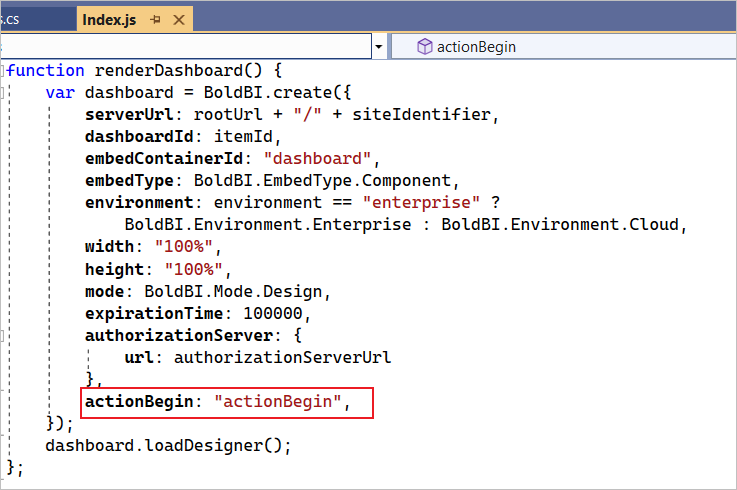 s.cs
Index.js
actionBegin
function renderDashboard() {
    var dashboard = BoldBI.create({
        serverUrl: rootUrl + "/" + siteIdentifier,
        dashboardId: itemId,
        embedContainerId: "dashboard",
        embedType: BoldBI.EmbedType.Component,
        environment: environment == "enterprise" ?
            BoldBI.Environment.Enterprise : BoldBI.Environment.Cloud,
        width: "100%",
        height: "100%",
        mode: BoldBI.Mode.Design,
        expirationTime: 100000,
        authorizationServer: {
            url: authorizationServerUrl
        },
        actionBegin: "actionBegin",
    });
    dashboard.loadDesigner();
};